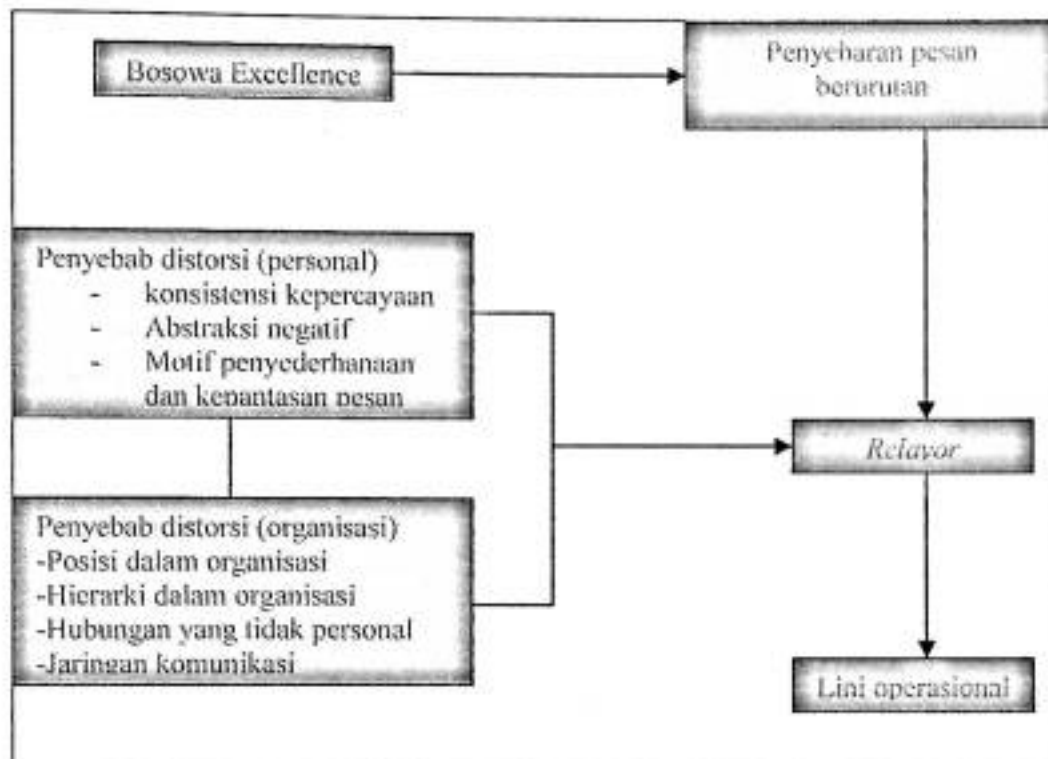 Bosowa Excellence
Penyebaran pesan
berurutan
Penyebab distorsi (personal)
- konsistensi kepercayaan
- Abstraksi negatif
- Motif penyederhanaan
dan kepantasan pesan
Relayor
Penyebab distorsi (organisasi)
-Posisi dalam organisasi
-Hierarki dalam organisasi
-Hubungan yang tidak personal
-Jaringan komunikasi
Lini operasional